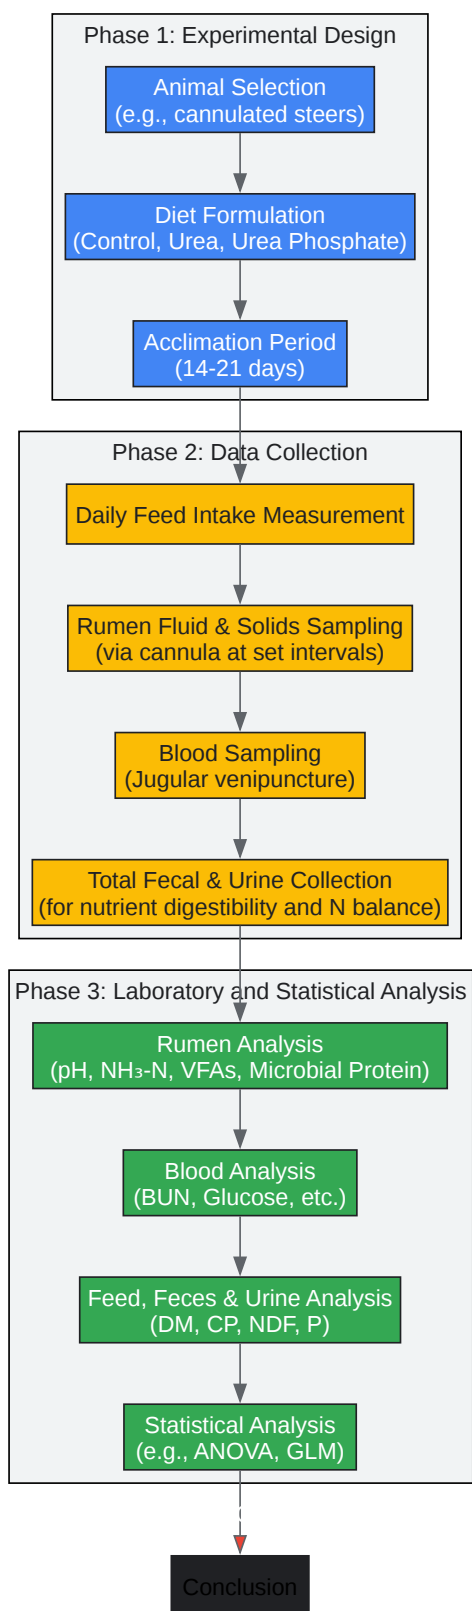 Phase 1: Experimental Design
Animal Selection
(e.g., cannulated steers)
Diet Formulation
(Control, Urea, Urea Phosphate)
Acclimation Period
(14-21 days)
Phase 2: Data Collection
Daily Feed Intake Measurement
Rumen Fluid & Solids Sampling
(via cannula at set intervals)
Blood Sampling
(Jugular venipuncture)
Total Fecal & Urine Collection
(for nutrient digestibility and N balance)
Phase 3: Laboratory and Statistical Analysis
Rumen Analysis
(pH, NH₃-N, VFAs, Microbial Protein)
Blood Analysis
(BUN, Glucose, etc.)
Feed, Feces & Urine Analysis
(DM, CP, NDF, P)
Statistical Analysis
(e.g., ANOVA, GLM)
Conclusion